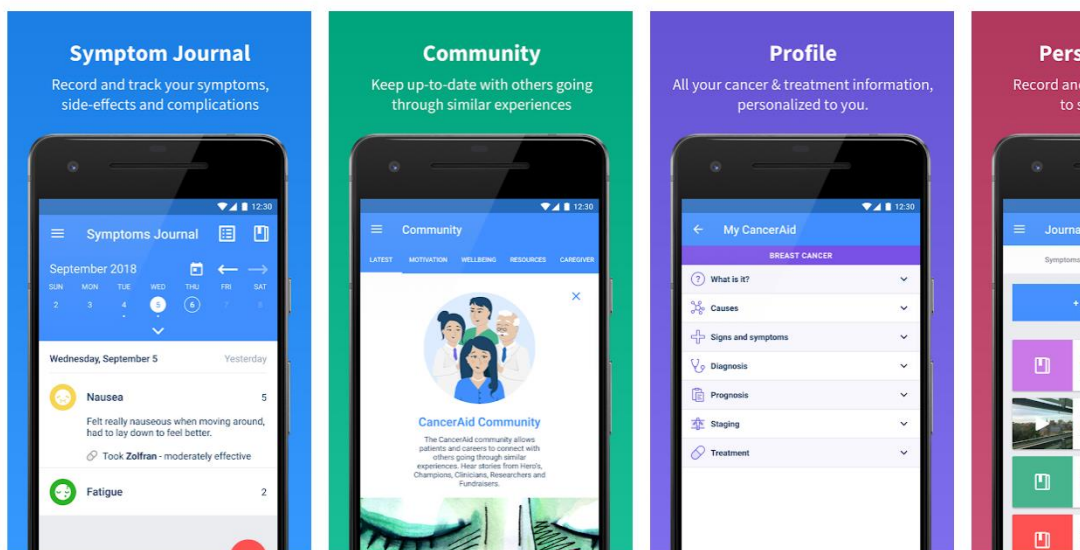 Symptom Journal
Record and track your symptoms,
side-effects and complications
12:30
Symptoms Journal
September 2018
SUN MON TUE WED THU FRI SAT
2 3 4 5 6 7 8
Wednesday, September 5 Yesterday
Nausea 5
Felt really nauseous when moving around,
had to lay down to feel better.
Took Zolfran - moderately effective
Fatigue 2
Community
Keep up-to-date with others going
through similar experiences
12:30
Community
LATEST MOTIVATION WELLBEING RESOURCES CAREGIVER
CancerAid Community
The CancerAid community allows
patients and careers to connect with
others going through similar
experiences. Hear stories from Hero's,
Champions, Clinicians, Researchers and
Fundraisers.
Profile
All your cancer & treatment information,
personalized to you.
12:30
My CancerAid
BREAST CANCER
What is it?
Causes
Signs and symptoms
Diagnosis
Prognosis
Staging
Treatment
Pers
Record and
to s
Journa
Symptoms
+